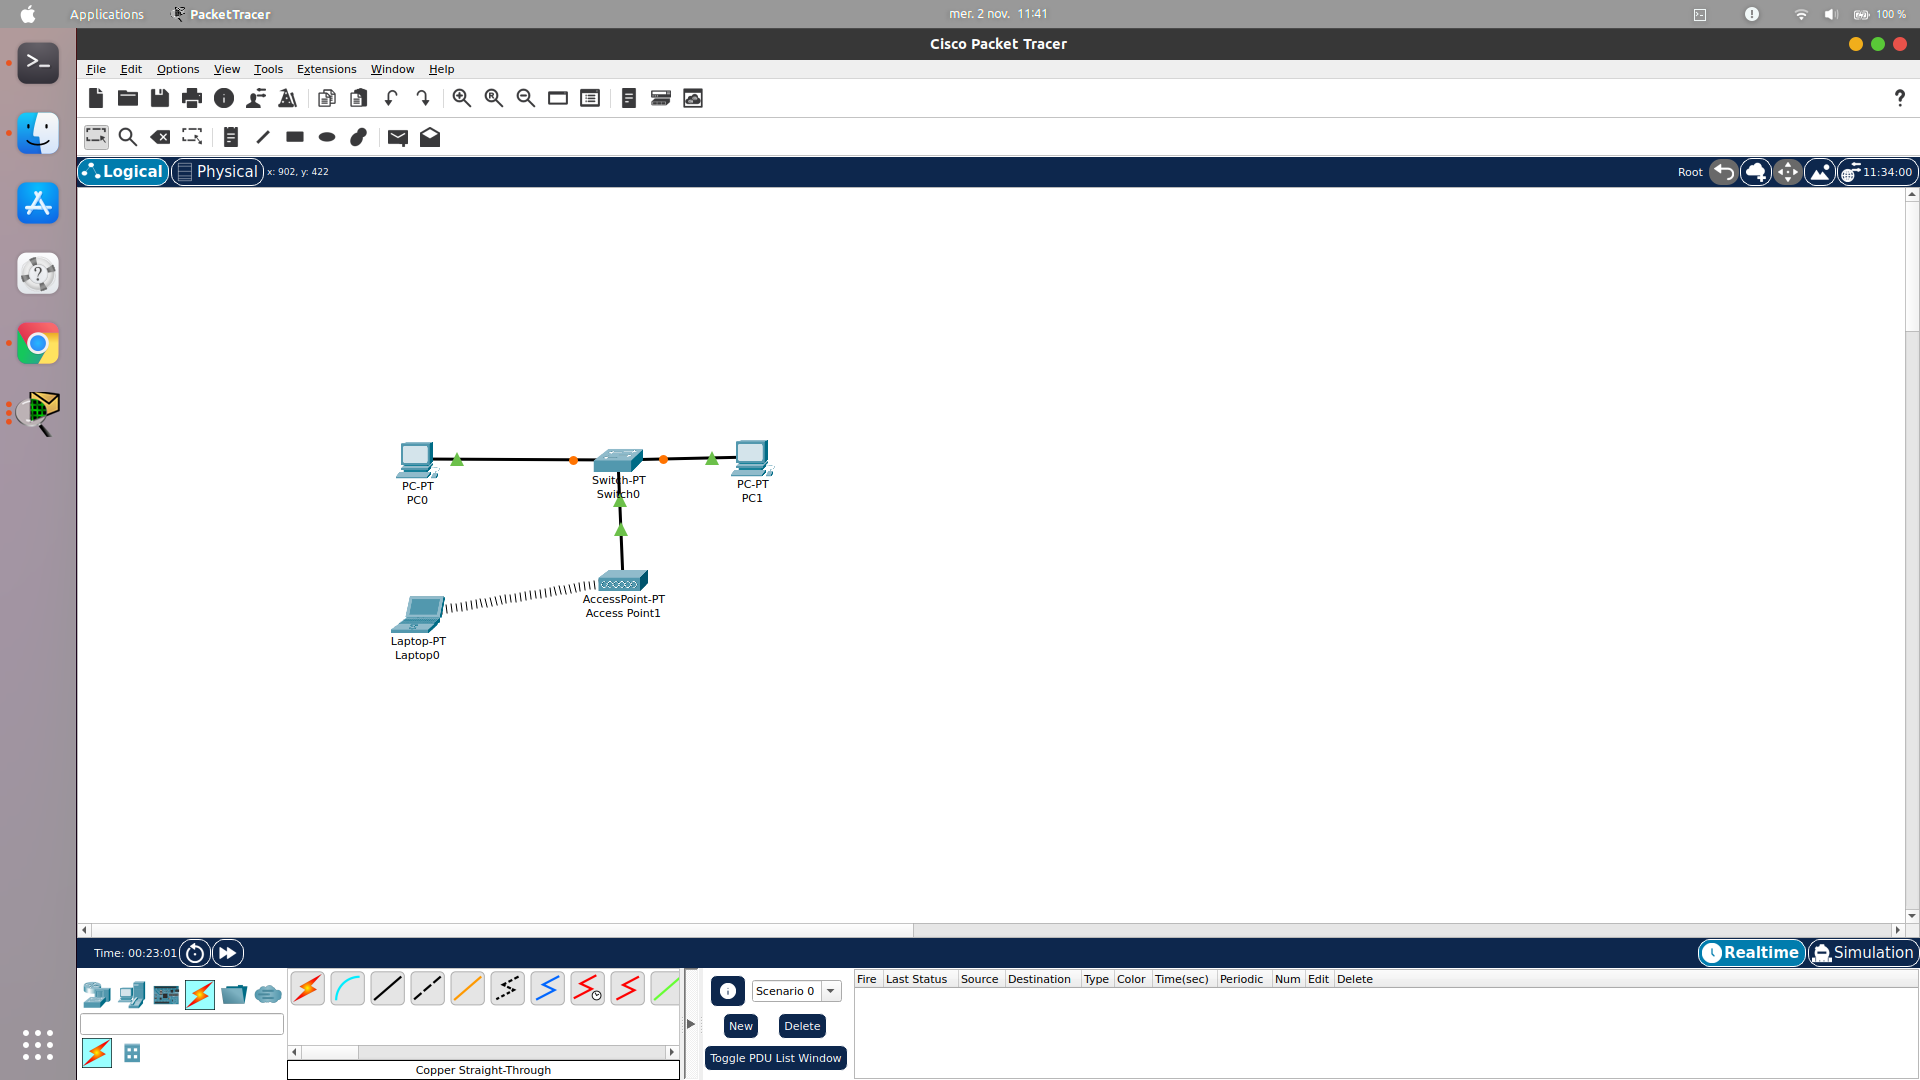 Applications PacketTracer mer. 2 nov. 11:41 100 %
Cisco Packet Tracer
File Edit Options View Tools Extensions Window Help
Logical Physical x: 902, y: 422 Root 11:34:00
PC-PT
PC0
Switch-PT
Switch0
PC-PT
PC1
AccessPoint-PT
Access Point1
Laptop-PT
Laptop0
Time: 00:23:01 Realtime Simulation
Scenario 0
New Delete
Toggle PDU List Window
Fire Last Status Source Destination Type Color Time(sec) Periodic Num Edit Delete
Copper Straight-Through